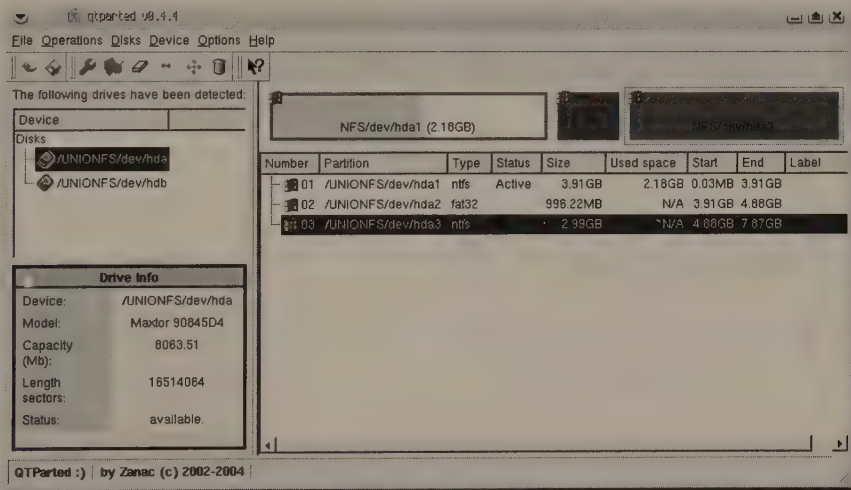 qtparted v0.4.4
File Operations Disks Device Options Help
The following drives have been detected:
Device
Disks
/UNIONFS/dev/hda
/UNIONFS/dev/hdb
NFS/dev/hda1 (2.18GB)
NFS/dev/hda3
Number Partition Type Status Size Used space Start End Label
01 /UNIONFS/dev/hda1 ntfs Active 3.91GB 2.18GB 0.03MB 3.91GB
02 /UNIONFS/dev/hda2 fat32 996.22MB N/A 3.91GB 4.88GB
03 /UNIONFS/dev/hda3 ntfs 2.99GB N/A 4.88GB 7.87GB
Drive Info
Device: /UNIONFS/dev/hda
Model: Maxtor 90845D4
Capacity (Mb): 8063.51
Length sectors: 16514064
Status: available.
QTParted :) by Zanac (c) 2002-2004